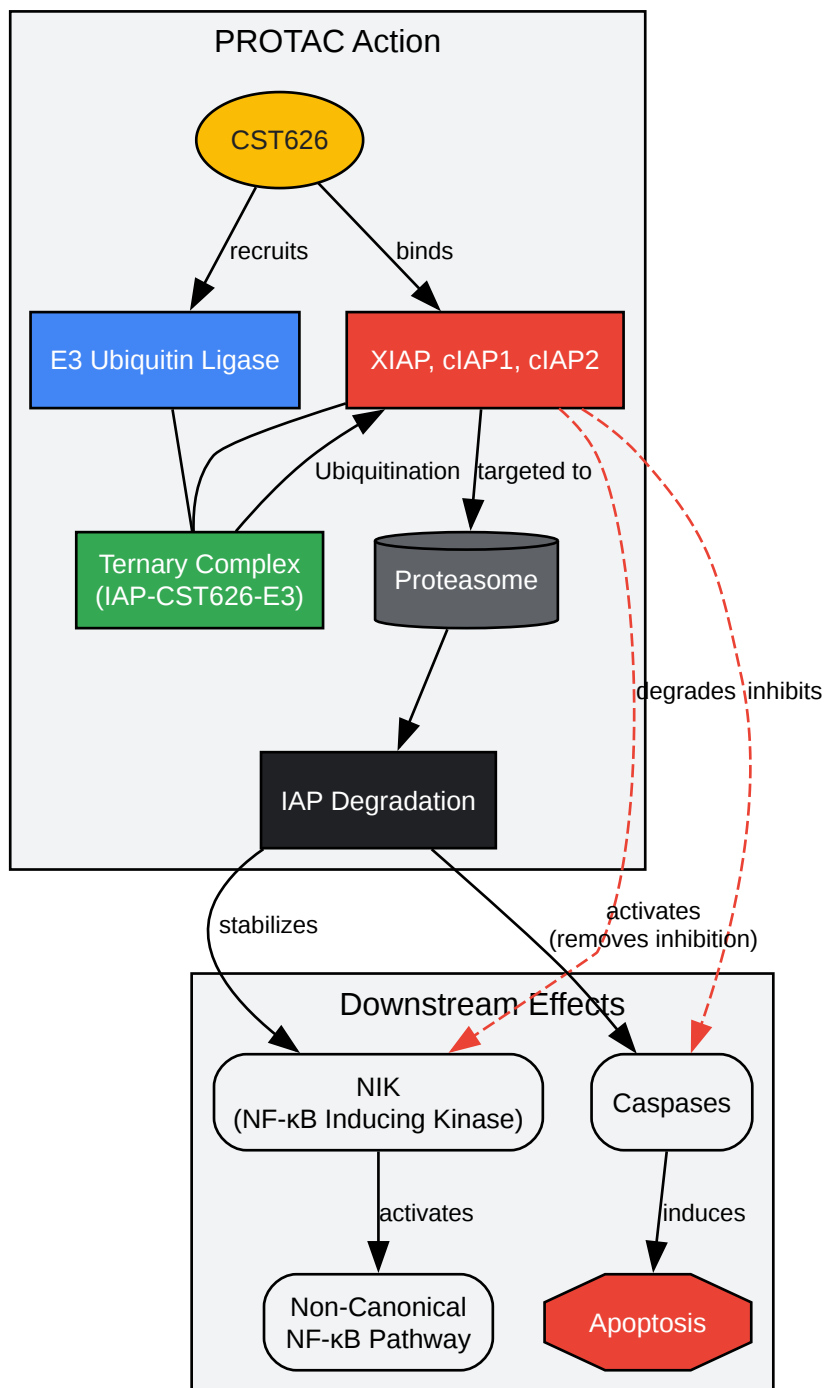 PROTAC Action
CST626
recruits
binds
E3 Ubiquitin Ligase
XIAP, cIAP1, cIAP2
Ubiquitination
targeted to
Ternary Complex
(IAP-CST626-E3)
Proteasome
degrades
inhibits
IAP Degradation
stabilizes
activates
(removes inhibition)
Downstream Effects
NIK
(NF-κB Inducing Kinase)
Caspases
activates
induces
Non-Canonical
NF-κB Pathway
Apoptosis